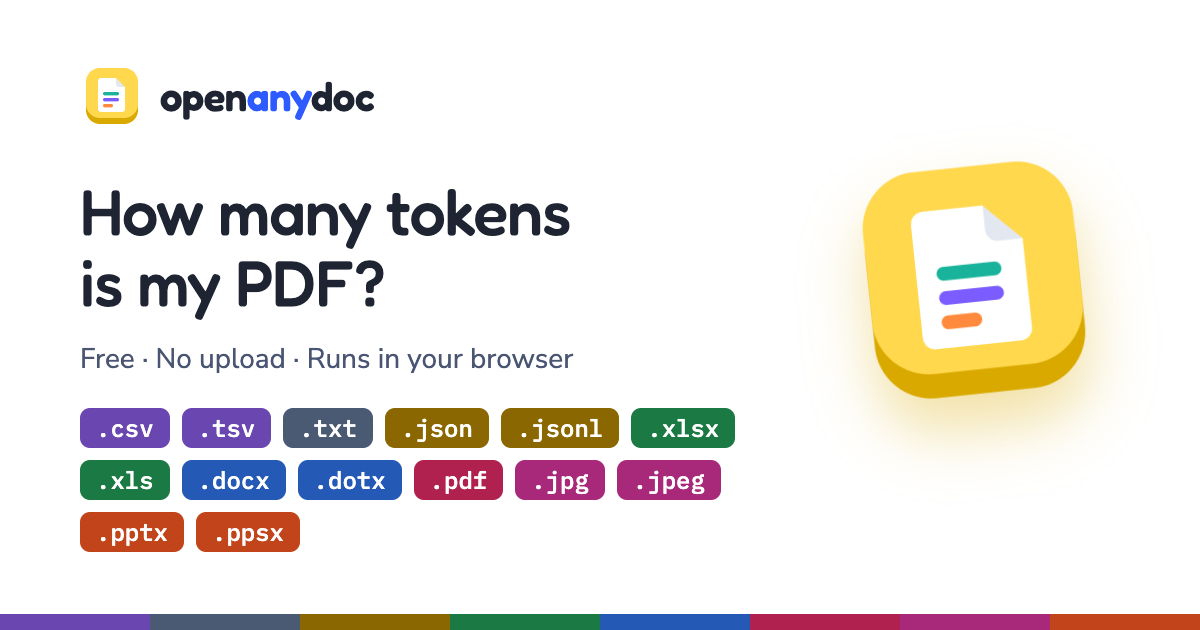 openanydoc
How many tokens
is my PDF?
Free · No upload · Runs in your browser
.csv .tsv .txt .json .jsonl .xlsx
.xls .docx .dotx .pdf .jpg .jpeg
.pptx .ppsx